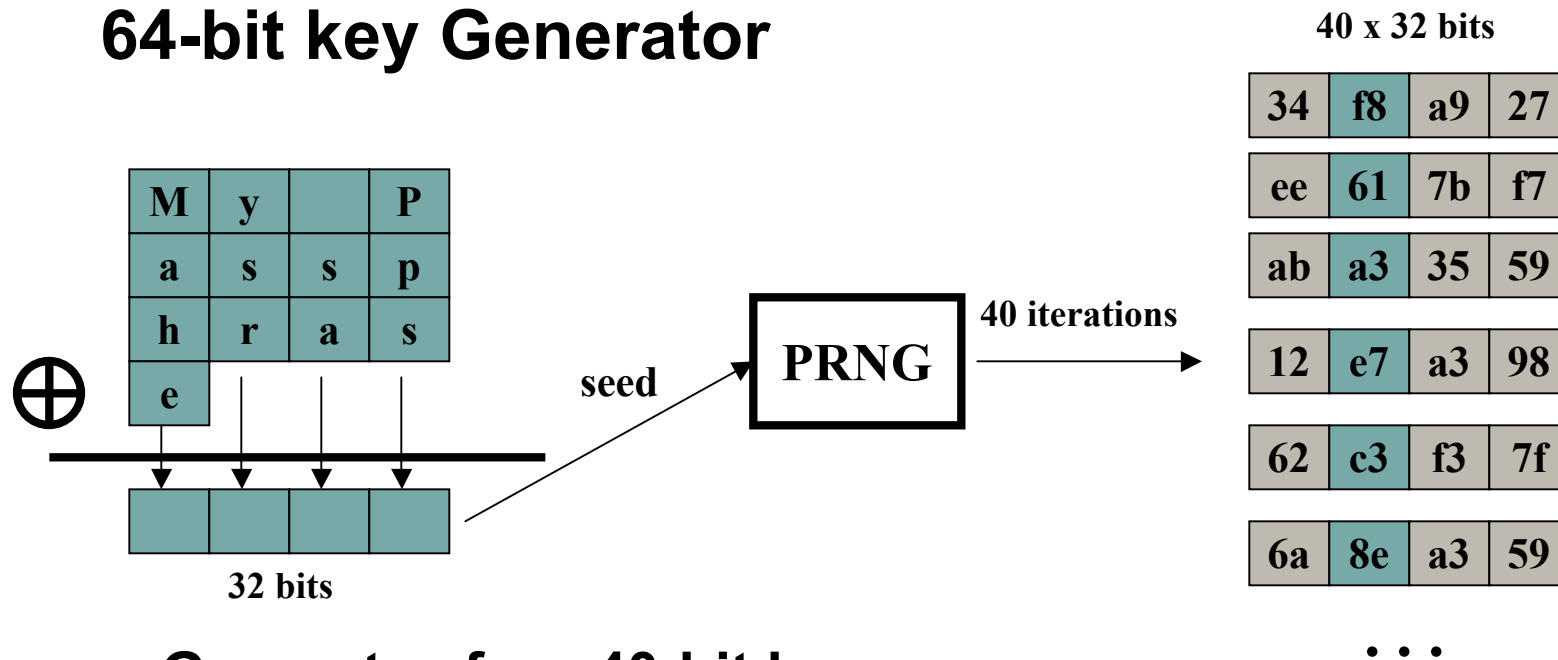 64-bit key Generator
40 x 32 bits
34 f8 a9 27
ee 61 7b f7
ab a3 35 59
12 e7 a3 98
62 c3 f3 7f
6a 8e a3 59
...
M y P
a s s p
h r a s
e
32 bits
seed
PRNG
40 iterations